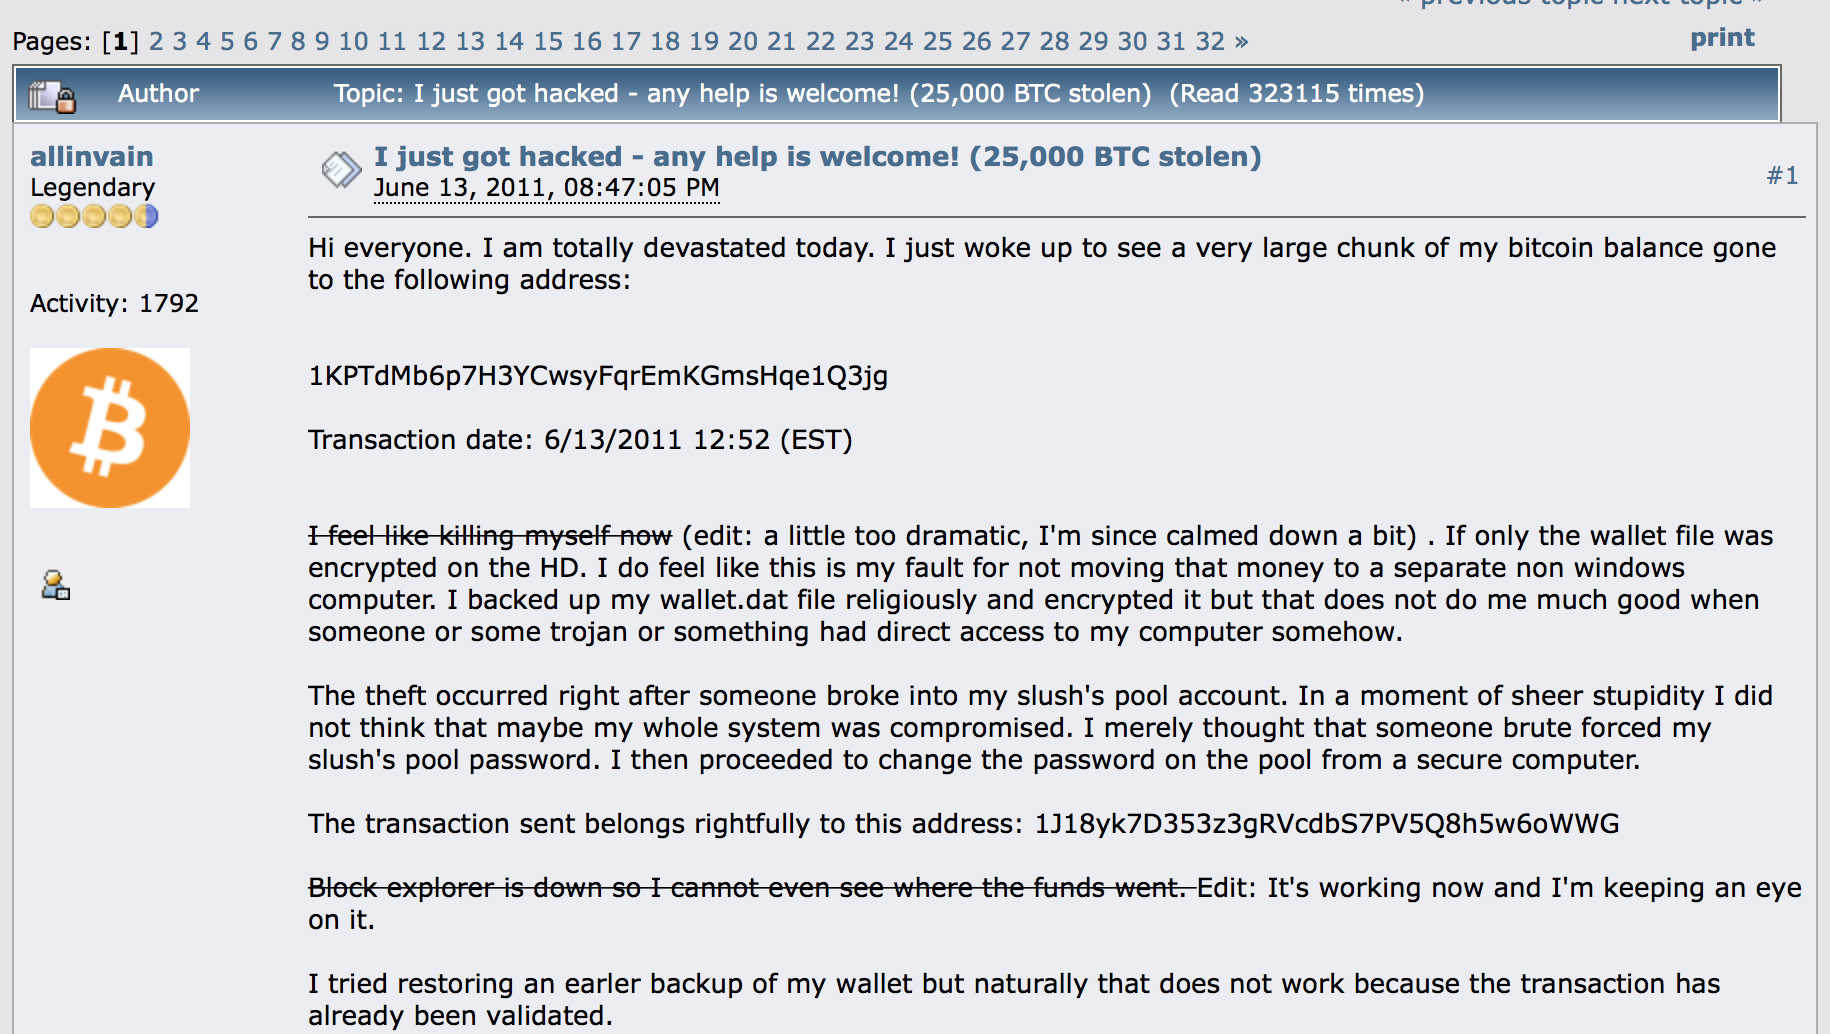 « previous topic next topic »
Pages: [1] 2 3 4 5 6 7 8 9 10 11 12 13 14 15 16 17 18 19 20 21 22 23 24 25 26 27 28 29 30 31 32 »
print
Author
Topic: I just got hacked - any help is welcome! (25,000 BTC stolen)  (Read 323115 times)
allinvain
Legendary
Activity: 1792
I just got hacked - any help is welcome! (25,000 BTC stolen)
June 13, 2011, 08:47:05 PM
#1
Hi everyone. I am totally devastated today. I just woke up to see a very large chunk of my bitcoin balance gone
to the following address:
1KPTdMb6p7H3YCwsyFqrEmKGmsHqe1Q3jg
Transaction date: 6/13/2011 12:52 (EST)
I feel like killing myself now (edit: a little too dramatic, I'm since calmed down a bit) . If only the wallet file was
encrypted on the HD. I do feel like this is my fault for not moving that money to a separate non windows
computer. I backed up my wallet.dat file religiously and encrypted it but that does not do me much good when
someone or some trojan or something had direct access to my computer somehow.
The theft occurred right after someone broke into my slush's pool account. In a moment of sheer stupidity I did
not think that maybe my whole system was compromised. I merely thought that someone brute forced my
slush's pool password. I then proceeded to change the password on the pool from a secure computer.
The transaction sent belongs rightfully to this address: 1J18yk7D353z3gRVcdbS7PV5Q8h5w6oWWG
Block explorer is down so I cannot even see where the funds went. Edit: It's working now and I'm keeping an eye
on it.
I tried restoring an earler backup of my wallet but naturally that does not work because the transaction has
already been validated.